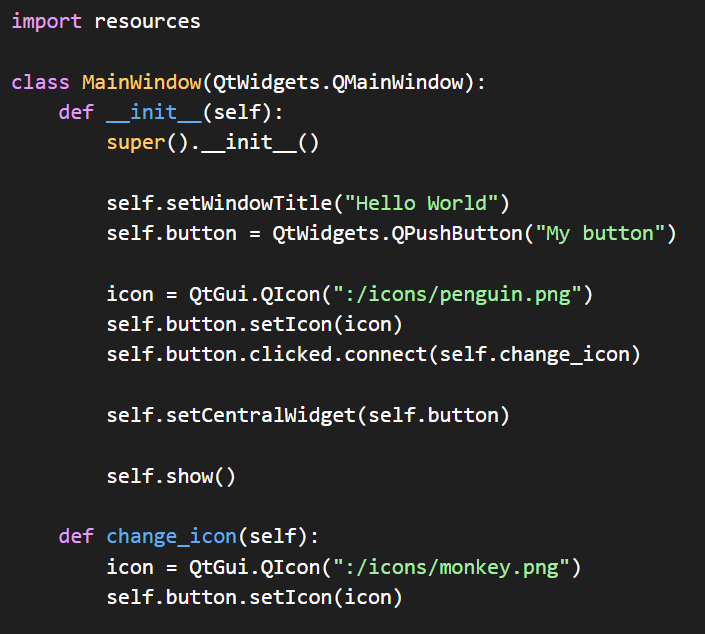 import resources
class MainWindow(QtWidgets.QMainWindow):
    def __init__(self):
        super().__init__()
        self.setWindowTitle("Hello World")
        self.button = QtWidgets.QPushButton("My button")
        icon = QtGui.QIcon(":/icons/penguin.png")
        self.button.setIcon(icon)
        self.button.clicked.connect(self.change_icon)
        self.setCentralWidget(self.button)
        self.show()
    def change_icon(self):
        icon = QtGui.QIcon(":/icons/monkey.png")
        self.button.setIcon(icon)